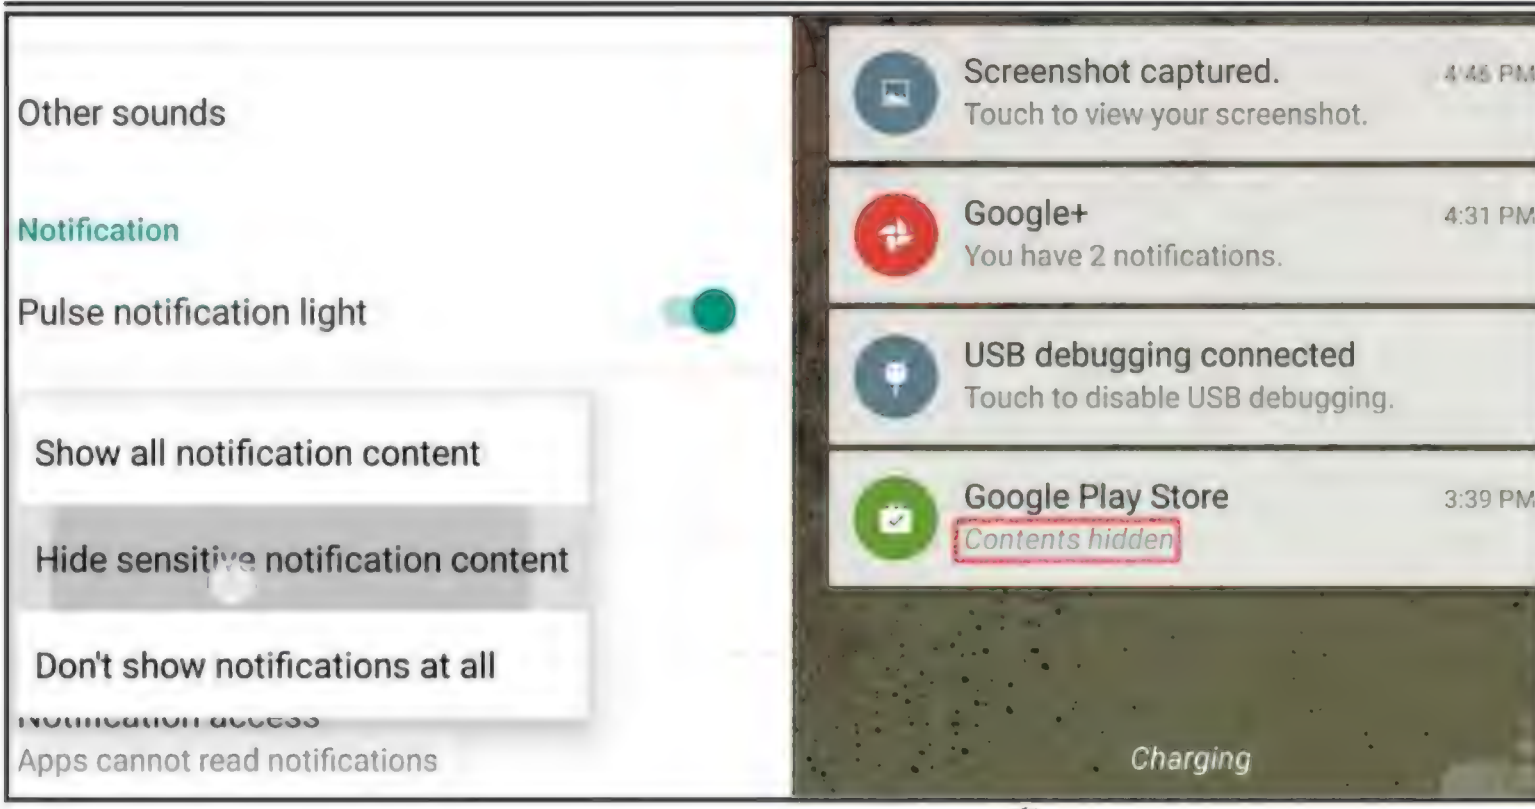 Other sounds
Notification
Pulse notification light
Show all notification content
Hide sensitive notification content
Don't show notifications at all
Notification access
Apps cannot read notifications
Screenshot captured.
4:46 PM
Touch to view your screenshot.
Google+
4:31 PM
You have 2 notifications.
USB debugging connected
Touch to disable USB debugging.
Google Play Store
3:39 PM
Contents hidden
Charging